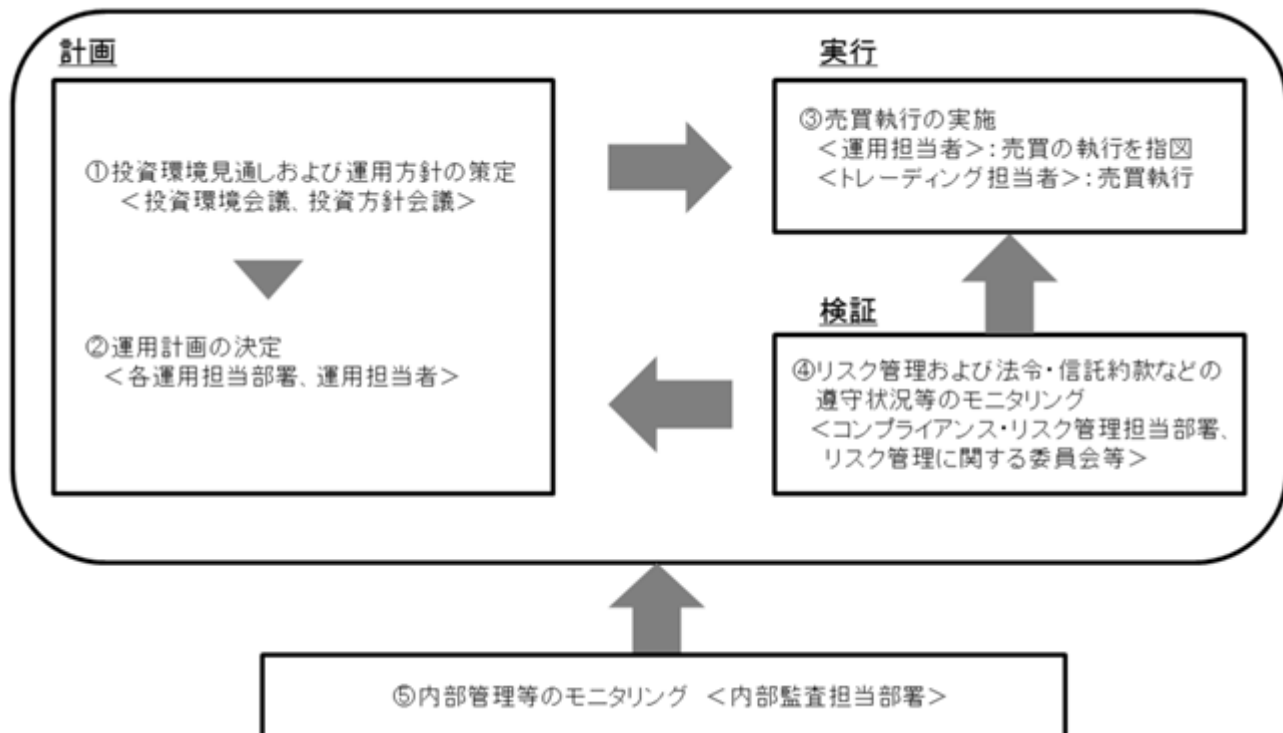 計画
①投資環境見通しおよび運用方針の策定
＜投資環境会議、投資方針会議＞
②運用計画の決定
＜各運用担当部署、運用担当者＞
実行
③売買執行の実施
＜運用担当者＞：売買の執行を指図
＜トレーディング担当者＞：売買執行
検証
④リスク管理および法令・信託約款などの
遵守状況等のモニタリング
＜コンプライアンス・リスク管理担当部署、
リスク管理に関する委員会等＞
⑤内部管理等のモニタリング ＜内部監査担当部署＞